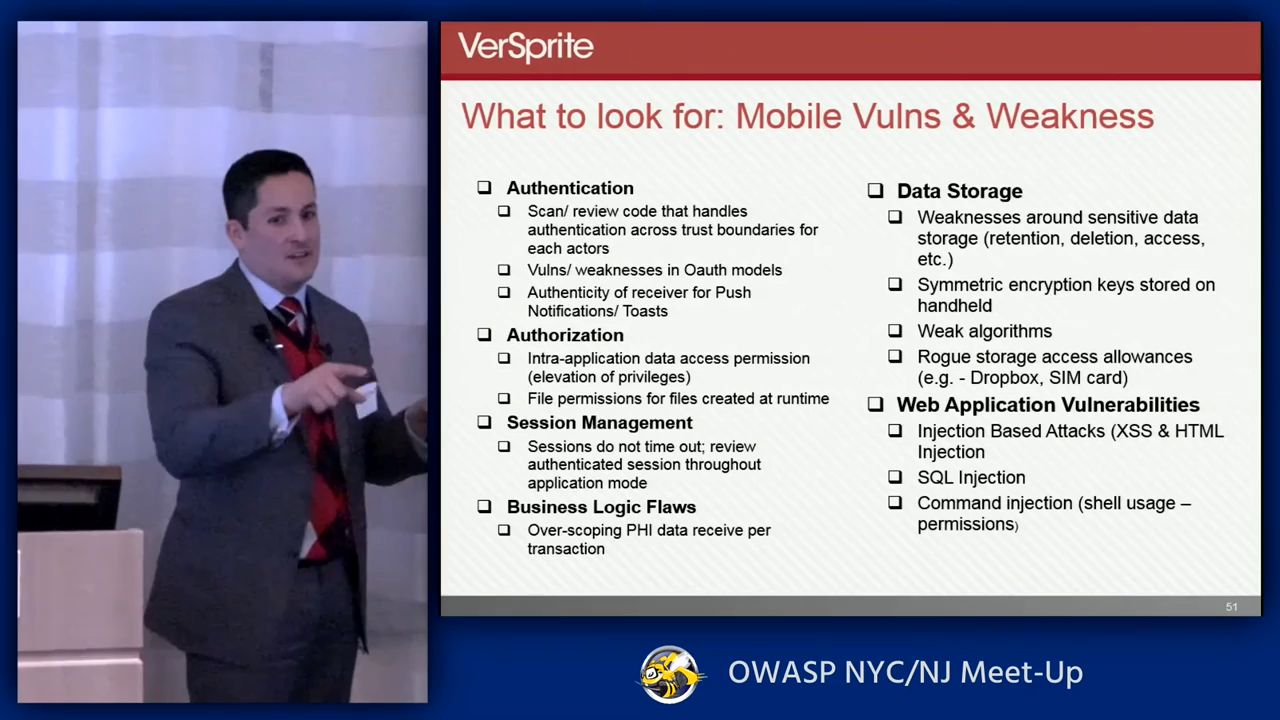 VerSprite
What to look for: Mobile Vulns & Weakness
Authentication
Scan/ review code that handles
authentication across trust boundaries for
each actors
Vulns/ weaknesses in Oauth models
Authenticity of receiver for Push
Notifications/ Toasts
Authorization
Intra-application data access permission
(elevation of privileges)
File permissions for files created at runtime
Session Management
Sessions do not time out; review
authenticated session throughout
application mode
Business Logic Flaws
Over-scoping PHI data receive per
transaction
Data Storage
Weaknesses around sensitive data
storage (retention, deletion, access,
etc.)
Symmetric encryption keys stored on
handheld
Weak algorithms
Rogue storage access allowances
(e.g. - Dropbox, SIM card)
Web Application Vulnerabilities
Injection Based Attacks (XSS & HTML
Injection
SQL Injection
Command injection (shell usage –
permissions)
51
OWASP NYC/NJ Meet-Up